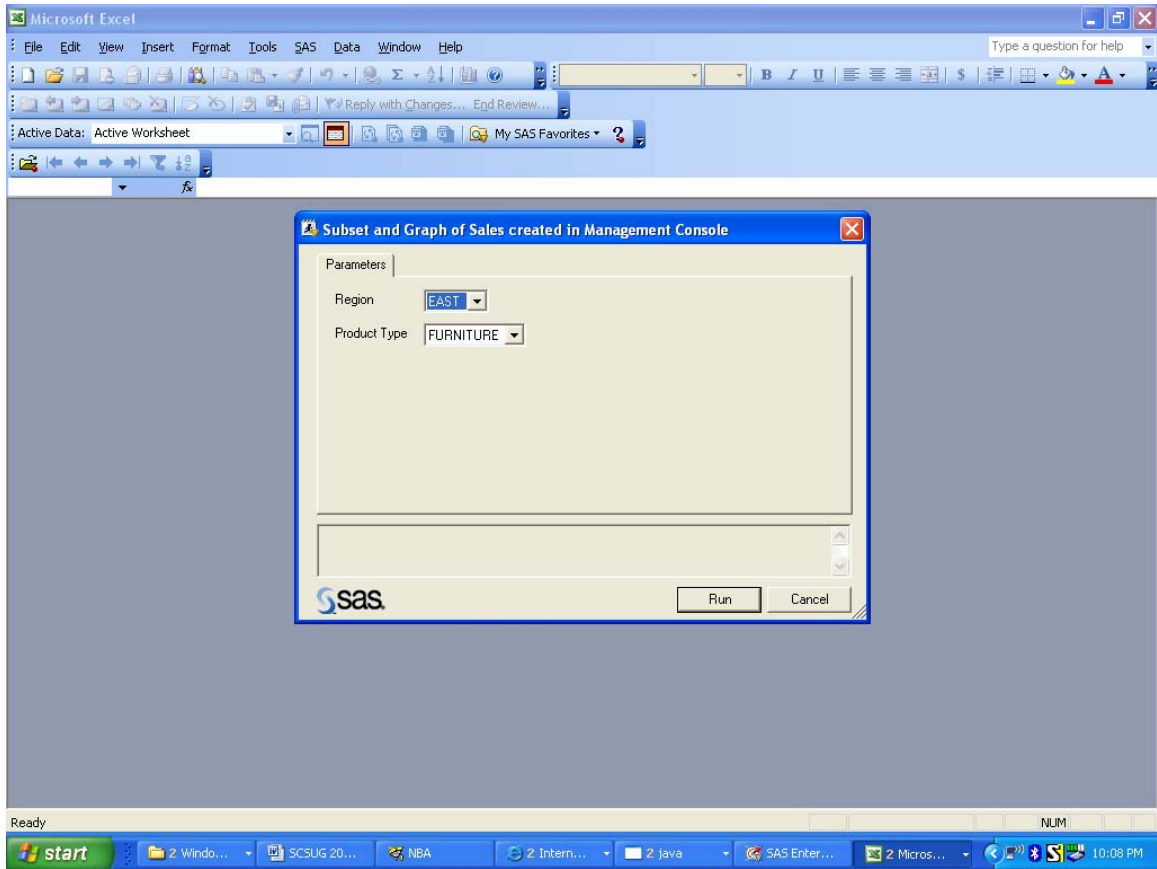 Microsoft Excel
File Edit View Insert Format Tools SAS Data Window Help
Type a question for help
B I U $ A
Reply with Changes... End Review...
Active Data: Active Worksheet
My SAS Favorites
fx
Subset and Graph of Sales created in Management Console
Parameters
Region EAST
Product Type FURNITURE
sas.
Run Cancel
Ready NUM
start 2 Windo... SCSUG 20... NBA 2 Intern... 2 java SAS Enter... 2 Micros... 10:08 PM